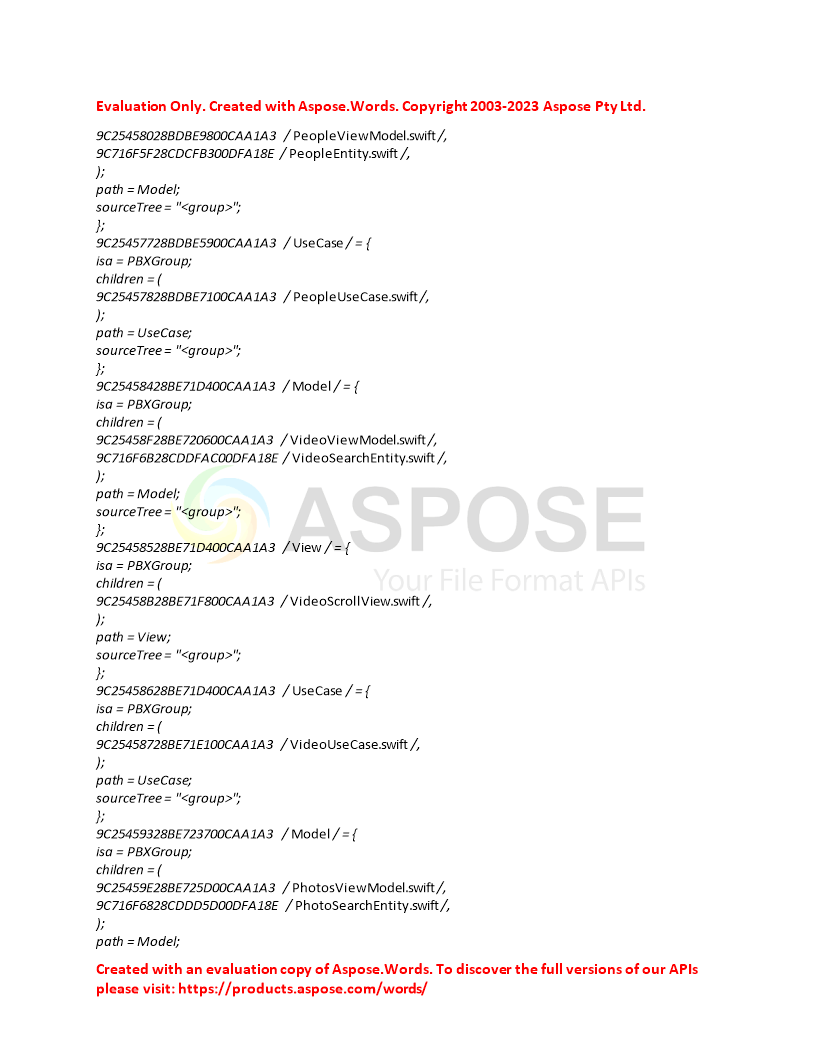 Evaluation Only. Created with Aspose.Words. Copyright 2003-2023 Aspose Pty Ltd.
9C25458028BDBE9800CAA1A3 / PeopleViewModel.swift /,
9C716F5F28CDCFB300DFA18E / PeopleEntity.swift /,
);
path = Model;
sourceTree = "<group>";
};
9C25457728BDBE5900CAA1A3 / UseCase / = {
isa = PBXGroup;
children = (
9C25457828BDBE7100CAA1A3 / PeopleUseCase.swift /,
);
path = UseCase;
sourceTree = "<group>";
};
9C25458428BE71D400CAA1A3 / Model / = {
isa = PBXGroup;
children = (
9C25458F28BE720600CAA1A3 / VideoViewModel.swift /,
9C716F6B28CDDFAC00DFA18E / VideoSearchEntity.swift /,
);
path = Model;
sourceTree = "<group>";
};
9C25458528BE71D400CAA1A3 / View / = {
isa = PBXGroup;
children = (
9C25458B28BE71F800CAA1A3 / VideoScrollView.swift /,
);
path = View;
sourceTree = "<group>";
};
9C25458628BE71D400CAA1A3 / UseCase / = {
isa = PBXGroup;
children = (
9C25458728BE71E100CAA1A3 / VideoUseCase.swift /,
);
path = UseCase;
sourceTree = "<group>";
};
9C25459328BE723700CAA1A3 / Model / = {
isa = PBXGroup;
children = (
9C25459E28BE725D00CAA1A3 / PhotosViewModel.swift /,
9C716F6828CDDD5D00DFA18E / PhotoSearchEntity.swift /,
);
path = Model;
ASPOSE
Your File Format APIs
Created with an evaluation copy of Aspose.Words. To discover the full versions of our APIs
please visit: https://products.aspose.com/words/